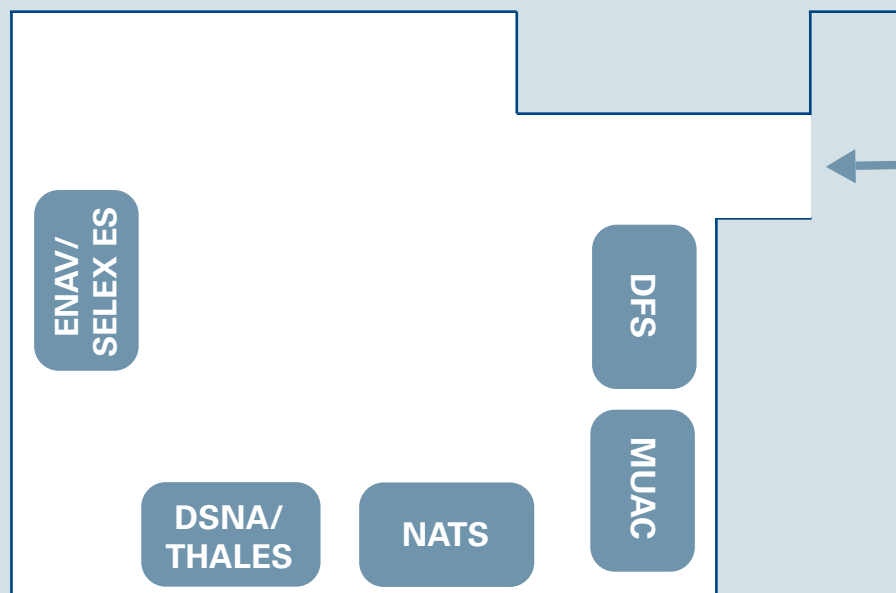 ENAV/
SELEX ES
DFS
MUAC
DSNA/
THALES
NATS